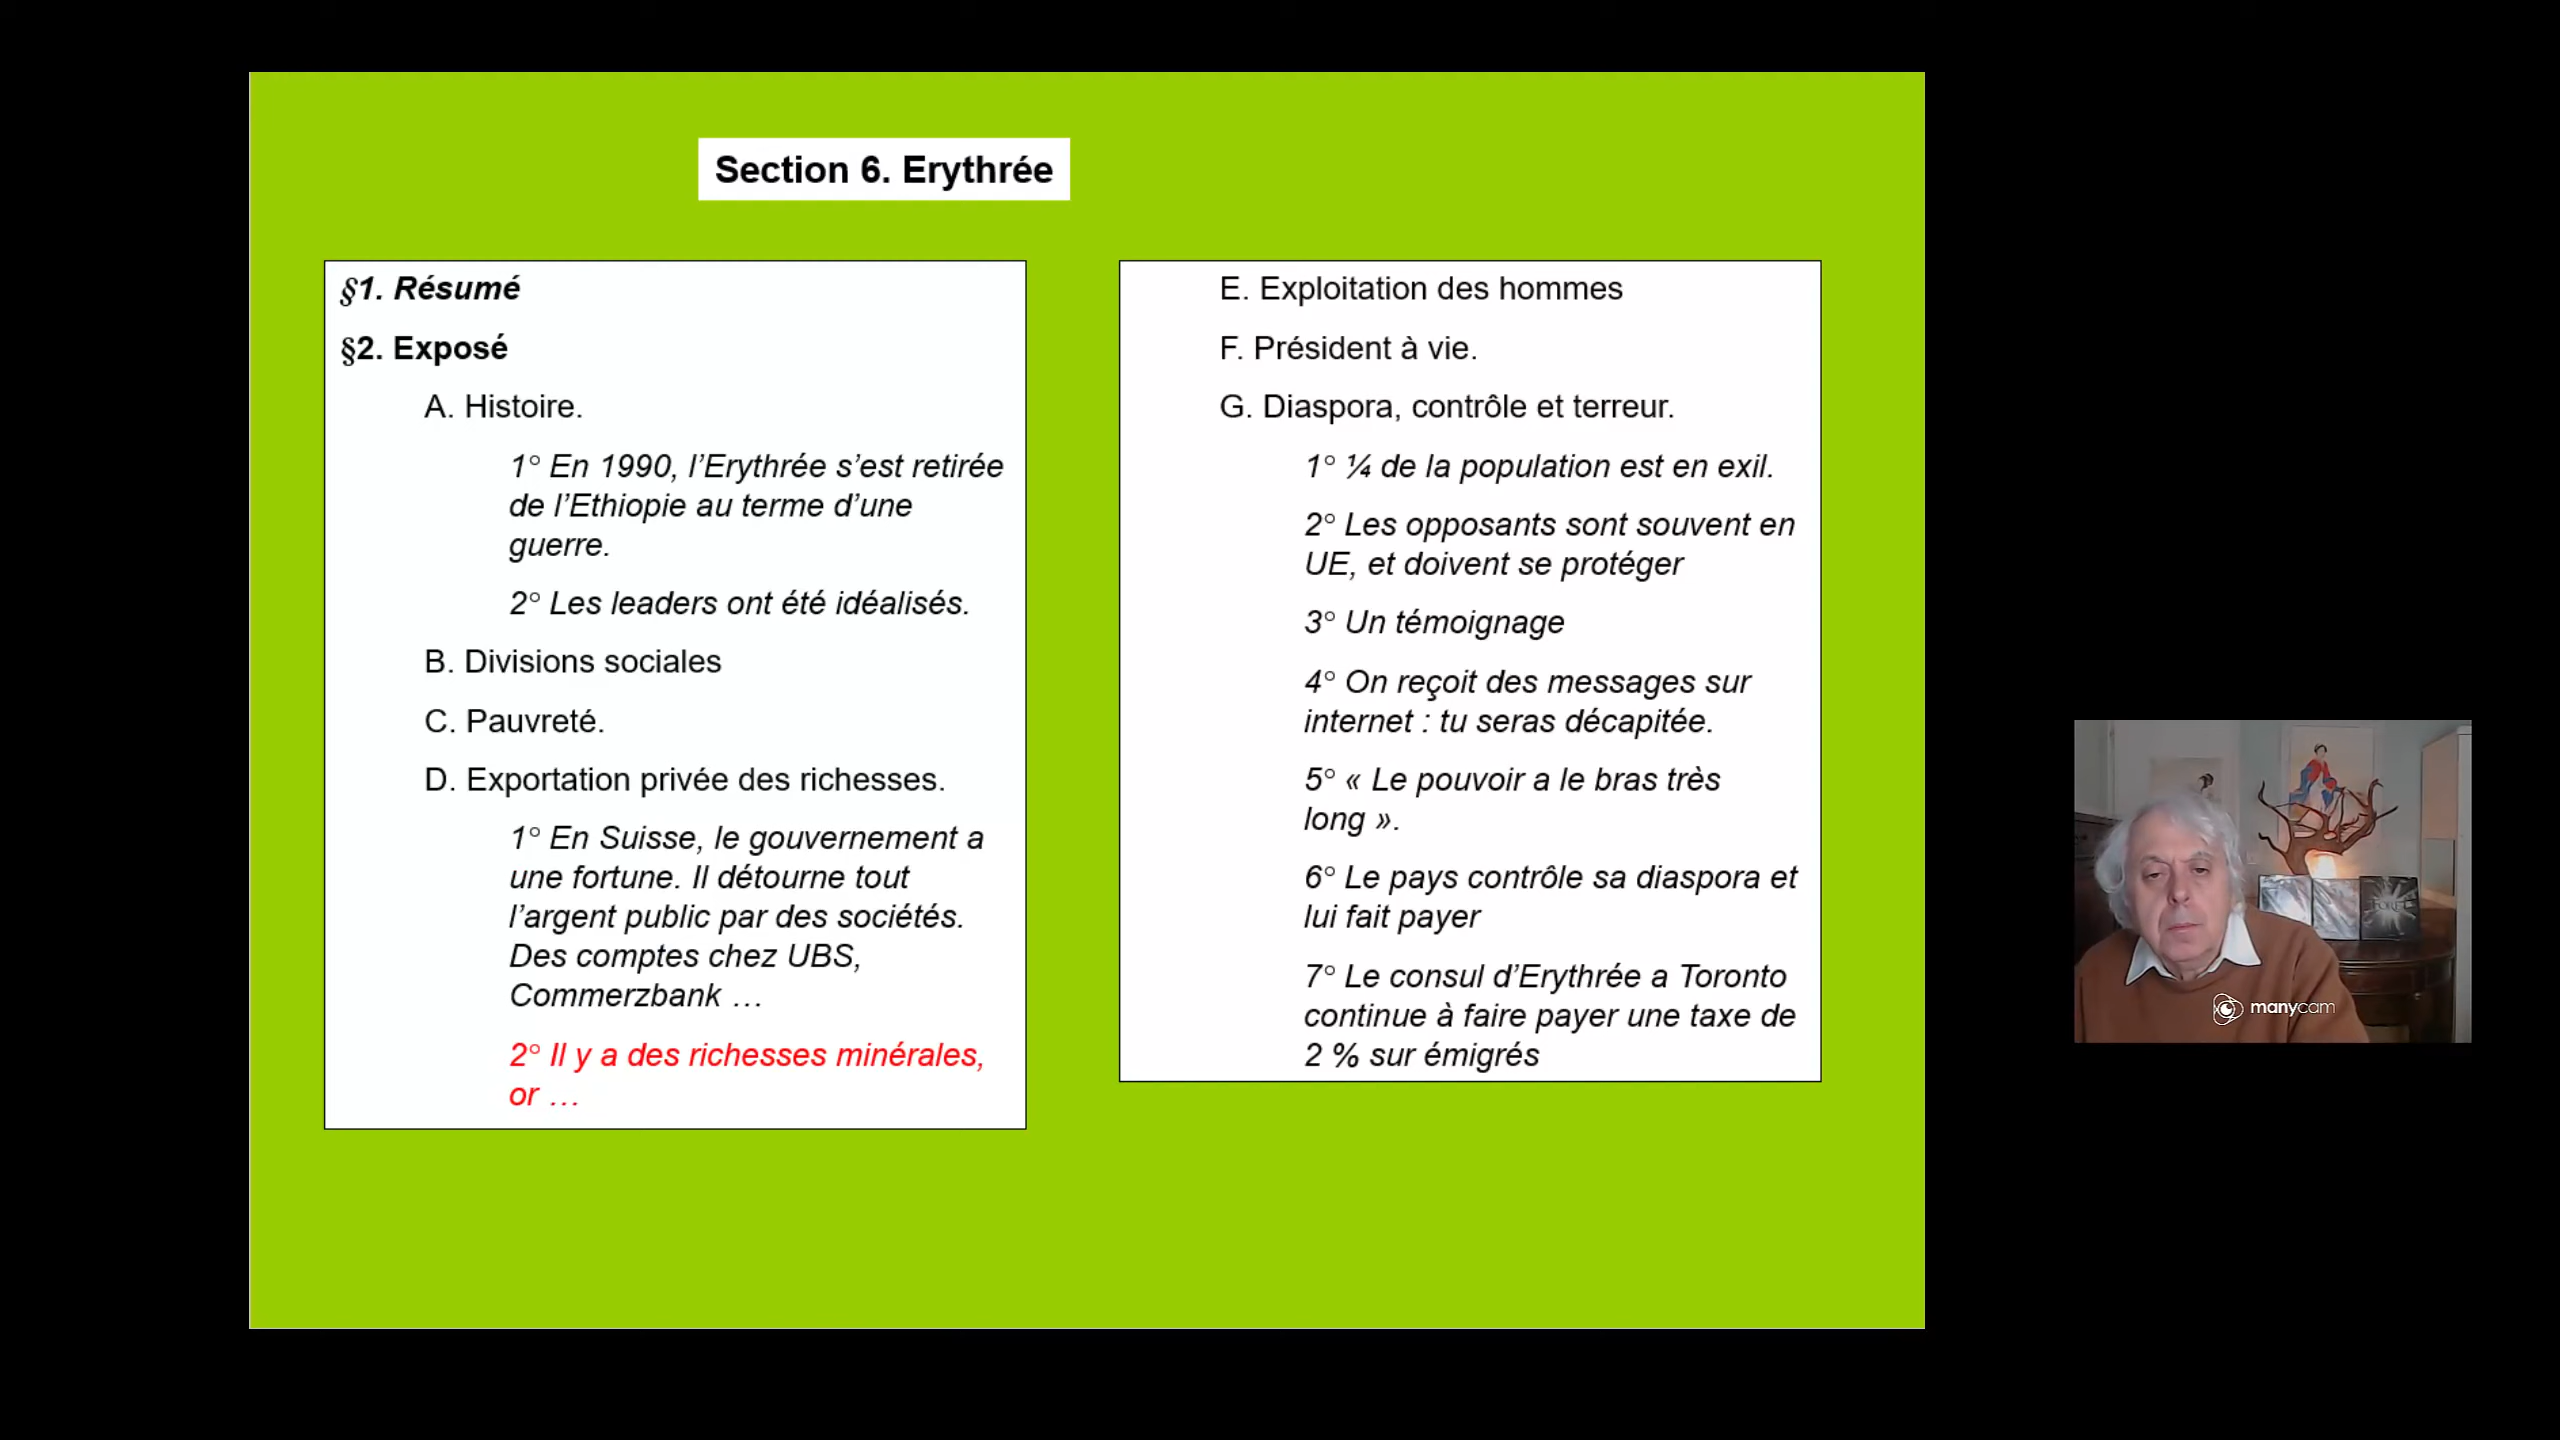 Section 6. Erythrée
§1. Résumé
§2. Exposé
A. Histoire.
1° En 1990, l’Erythrée s’est retirée
de l’Ethiopie au terme d’une
guerre.
2° Les leaders ont été idéalisés.
B. Divisions sociales
C. Pauvreté.
D. Exportation privée des richesses.
1° En Suisse, le gouvernement a
une fortune. Il détourne tout
l’argent public par des sociétés.
Des comptes chez UBS,
Commerzbank …
2° Il y a des richesses minérales,
or …
E. Exploitation des hommes
F. Président à vie.
G. Diaspora, contrôle et terreur.
1° ¼ de la population est en exil.
2° Les opposants sont souvent en
UE, et doivent se protéger
3° Un témoignage
4° On reçoit des messages sur
internet : tu seras décapitée.
5° « Le pouvoir a le bras très
long ».
6° Le pays contrôle sa diaspora et
lui fait payer
7° Le consul d’Erythrée a Toronto
continue à faire payer une taxe de
2 % sur émigrés
manycam